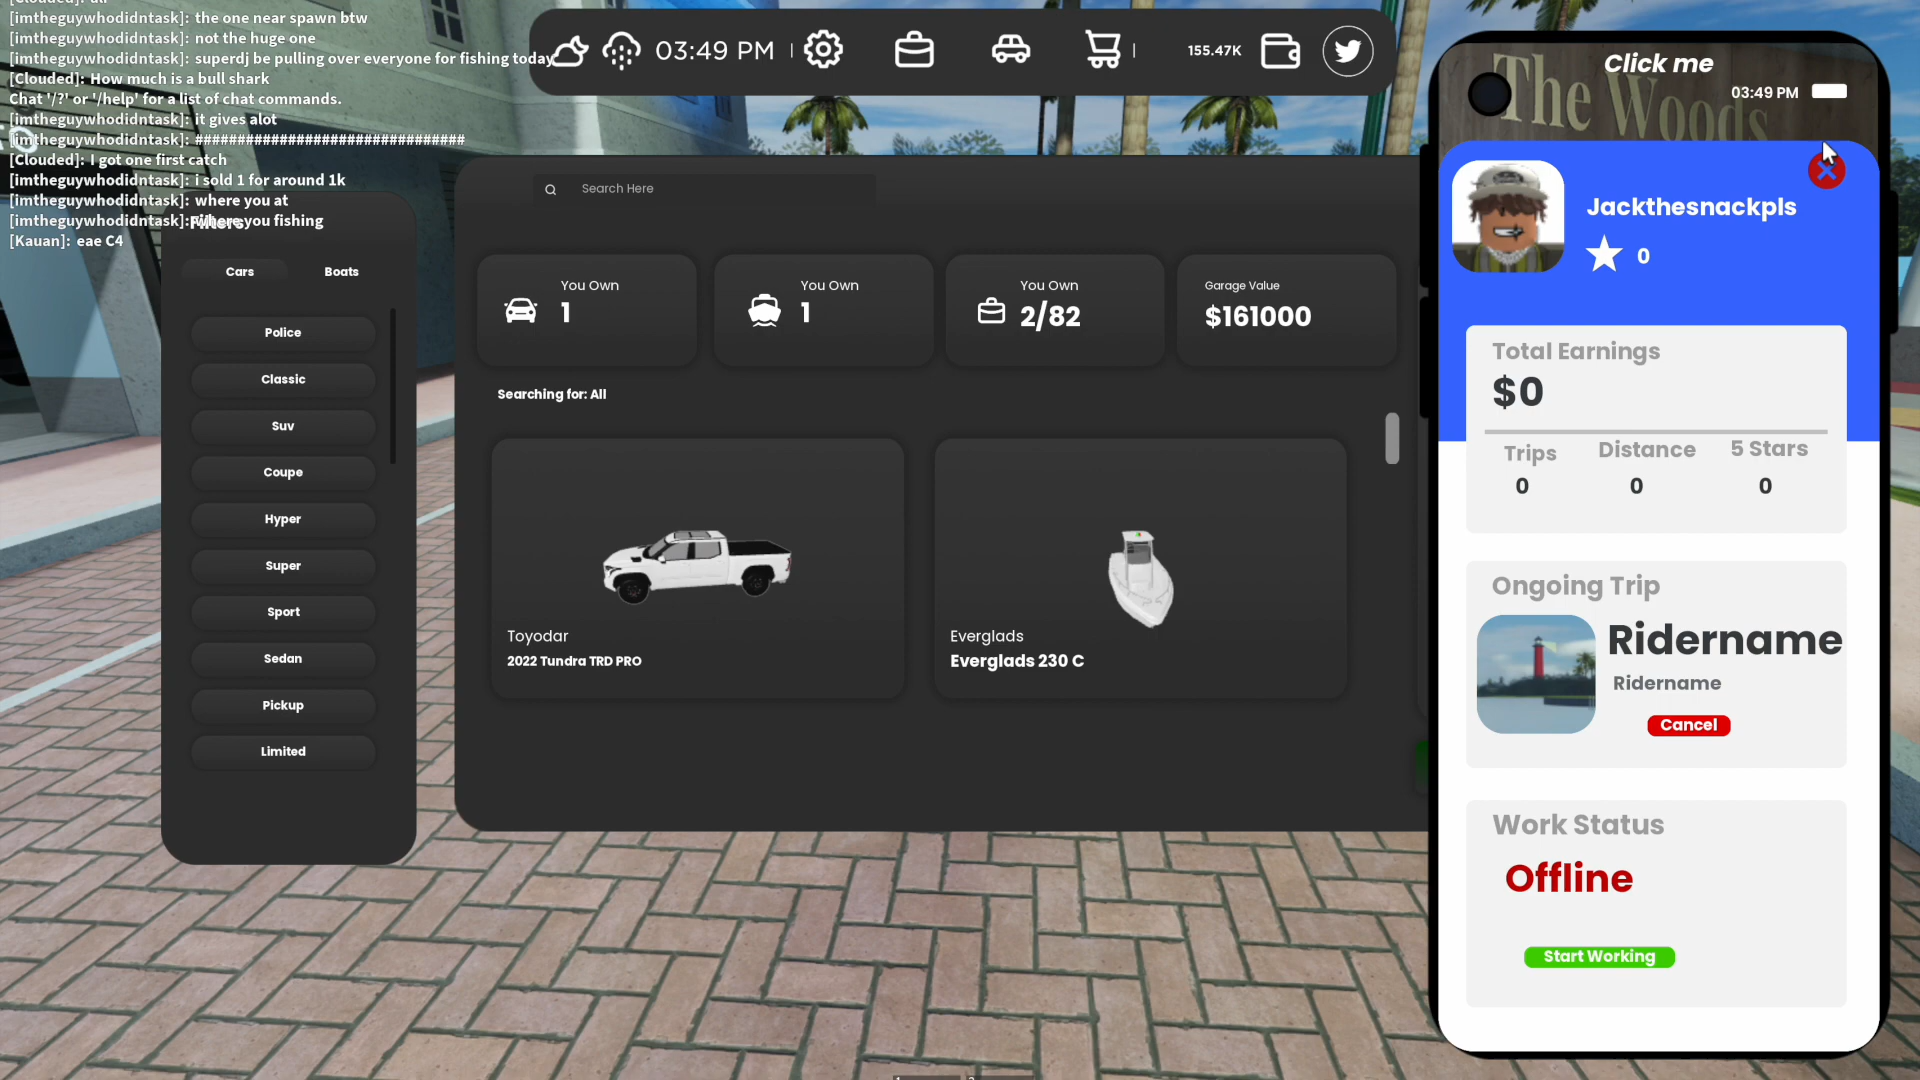 [imtheguywhodidntask]: the one near spawn btw
[imtheguywhodidntask]: not the huge one
[imtheguywhodidntask]: superdj be pulling over everyone for fishing today
[Clouded]: How much is a bull shark
Chat '/?' or '/help' for a list of chat commands.
[imtheguywhodidntask]: it gives alot
[imtheguywhodidntask]: ################################
[Clouded]: I got one first catch
[imtheguywhodidntask]: i sold 1 for around 1k
[imtheguywhodidntask]: where you at
[imtheguywhodidntask]: where you fishing
[Kauan]: eae C4
03:49 PM
155.47K
Filters
Cars
Boats
Police
Classic
Suv
Coupe
Hyper
Super
Sport
Sedan
Pickup
Limited
Search Here
You Own
1
You Own
1
You Own
2/82
Garage Value
$161000
Searching for: All
Toyodar
2022 Tundra TRD PRO
Everglads
Everglads 230 C
Click me
03:49 PM
The Woods
Jackthesnackpls
0
Total Earnings
$0
Trips
Distance
5 Stars
0
0
0
Ongoing Trip
Ridername
Ridername
Cancel
Work Status
Offline
Start Working